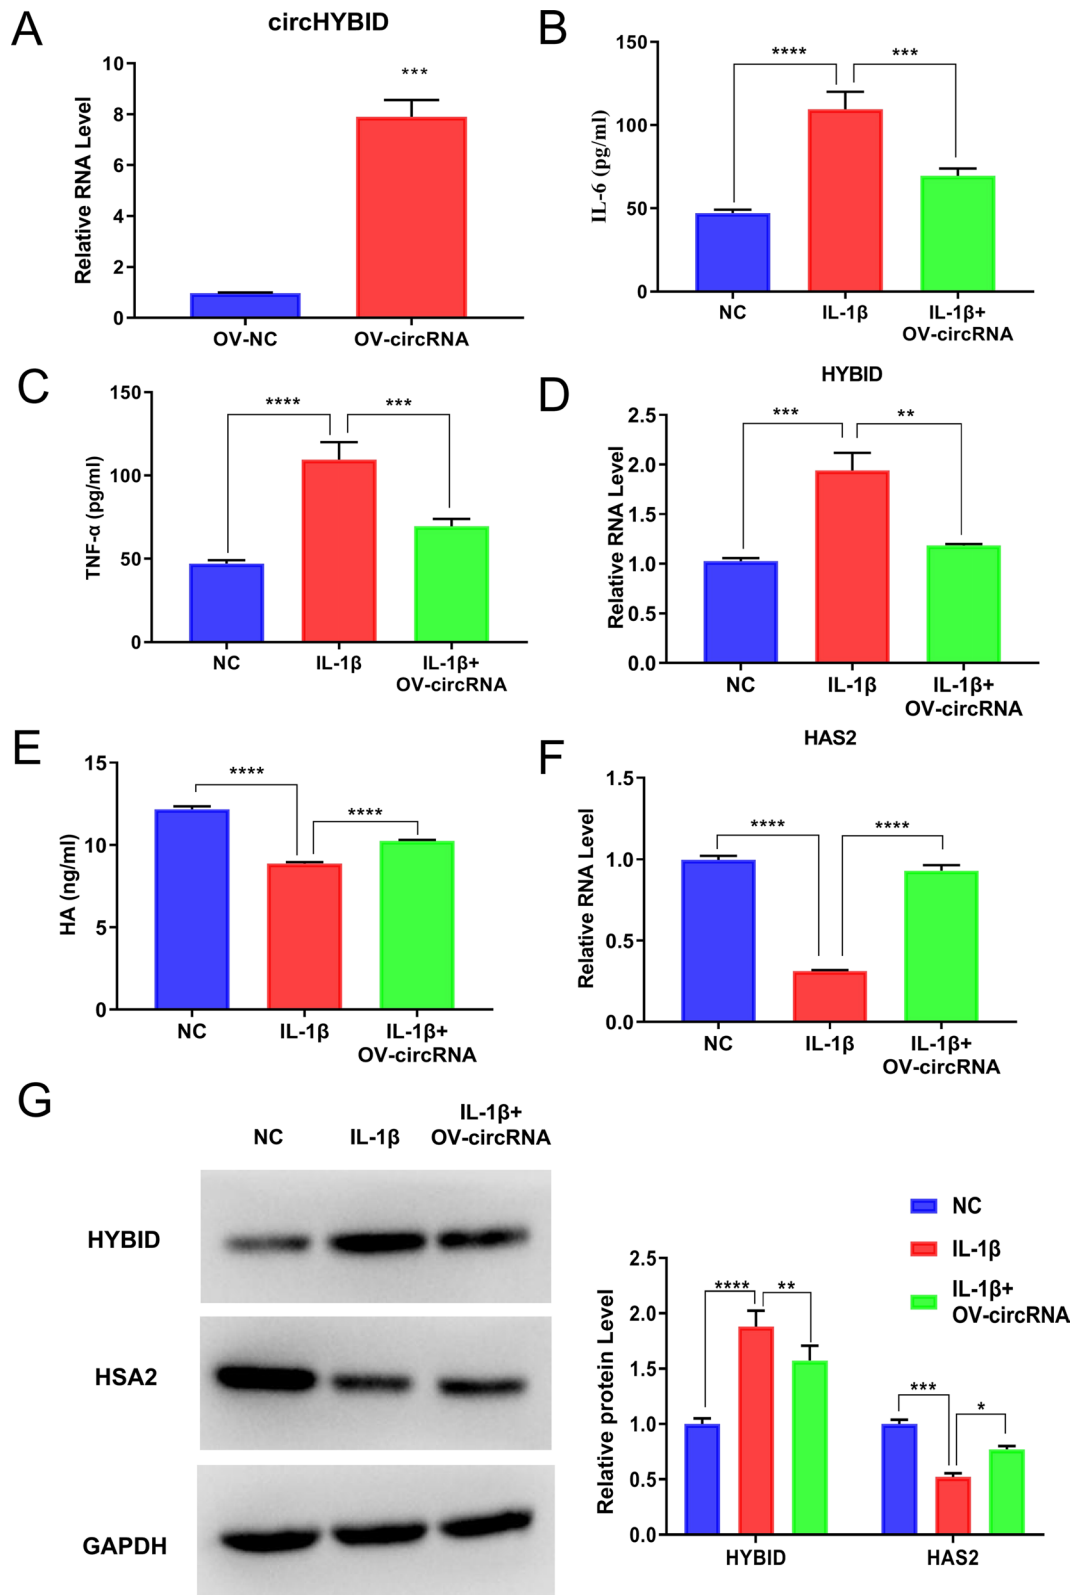 A
circHYBID
Relative RNA Level
10
8
6
4
2
0
***
OV-NC
OV-circRNA
B
IL-6 (pg/ml)
150
100
50
0
****
***
NC
IL-1β
IL-1β+
OV-circRNA
C
TNF-α (pg/ml)
150
100
50
0
****
***
NC
IL-1β
IL-1β+
OV-circRNA
D
HYBID
Relative RNA Level
2.5
2.0
1.5
1.0
0.5
0.0
***
**
NC
IL-1β
IL-1β+
OV-circRNA
E
HA (ng/ml)
15
10
5
0
****
****
NC
IL-1β
IL-1β+
OV-circRNA
F
HAS2
Relative RNA Level
1.5
1.0
0.5
0.0
****
****
NC
IL-1β
IL-1β+
OV-circRNA
G
NC
IL-1β
IL-1β+
OV-circRNA
HYBID
HSA2
GAPDH
NC
IL-1β
IL-1β+
OV-circRNA
Relative protein Level
2.5
2.0
1.5
1.0
0.5
0.0
****
**
***
*
HYBID
HAS2